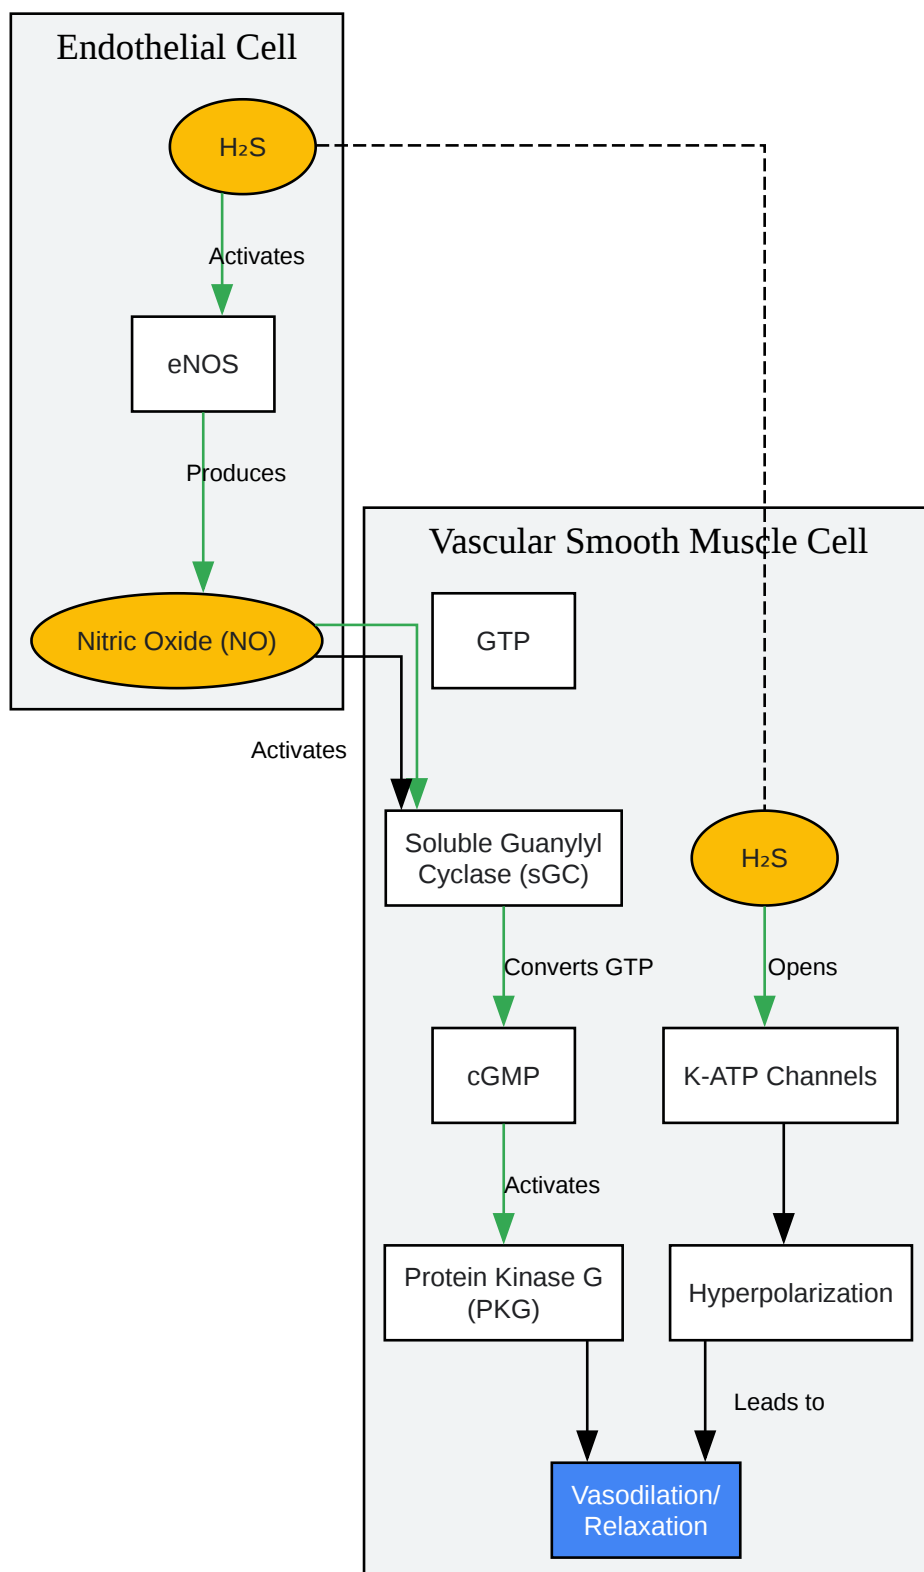 Endothelial Cell
H₂S
Activates
eNOS
Produces
Nitric Oxide (NO)
Vascular Smooth Muscle Cell
GTP
Activates
Soluble Guanylyl
Cyclase (sGC)
H₂S
Converts GTP
Opens
cGMP
K-ATP Channels
Activates
Protein Kinase G
(PKG)
Hyperpolarization
Leads to
Vasodilation/
Relaxation